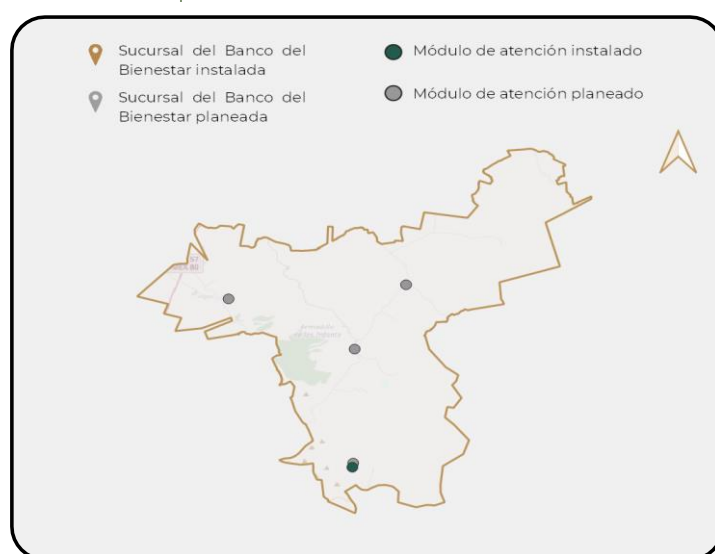 Sucursal del Banco del
Bienestar instalada
Sucursal del Banco del
Bienestar planeada
Módulo de atención instalado
Módulo de atención planeado
57